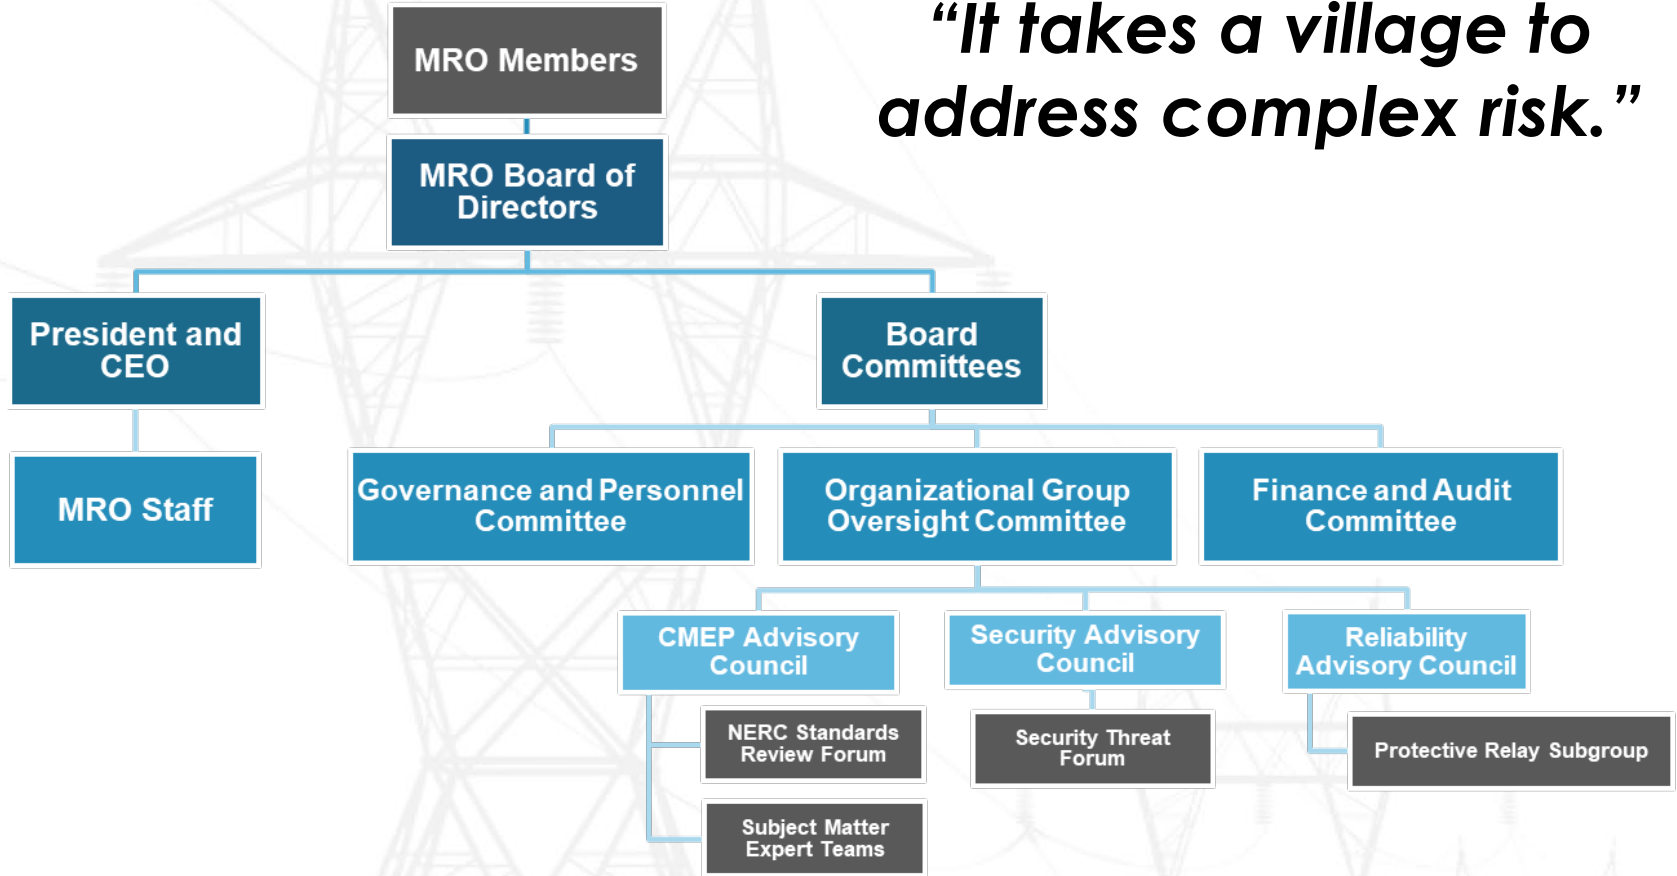 “It takes a village to
address complex risk.”
MRO Members
MRO Board of
Directors
President and
CEO
Board
Committees
MRO Staff
Governance and Personnel
Committee
Organizational Group
Oversight Committee
Finance and Audit
Committee
CMEP Advisory
Council
Security Advisory
Council
Reliability
Advisory Council
NERC Standards
Review Forum
Security Threat
Forum
Protective Relay Subgroup
Subject Matter
Expert Teams